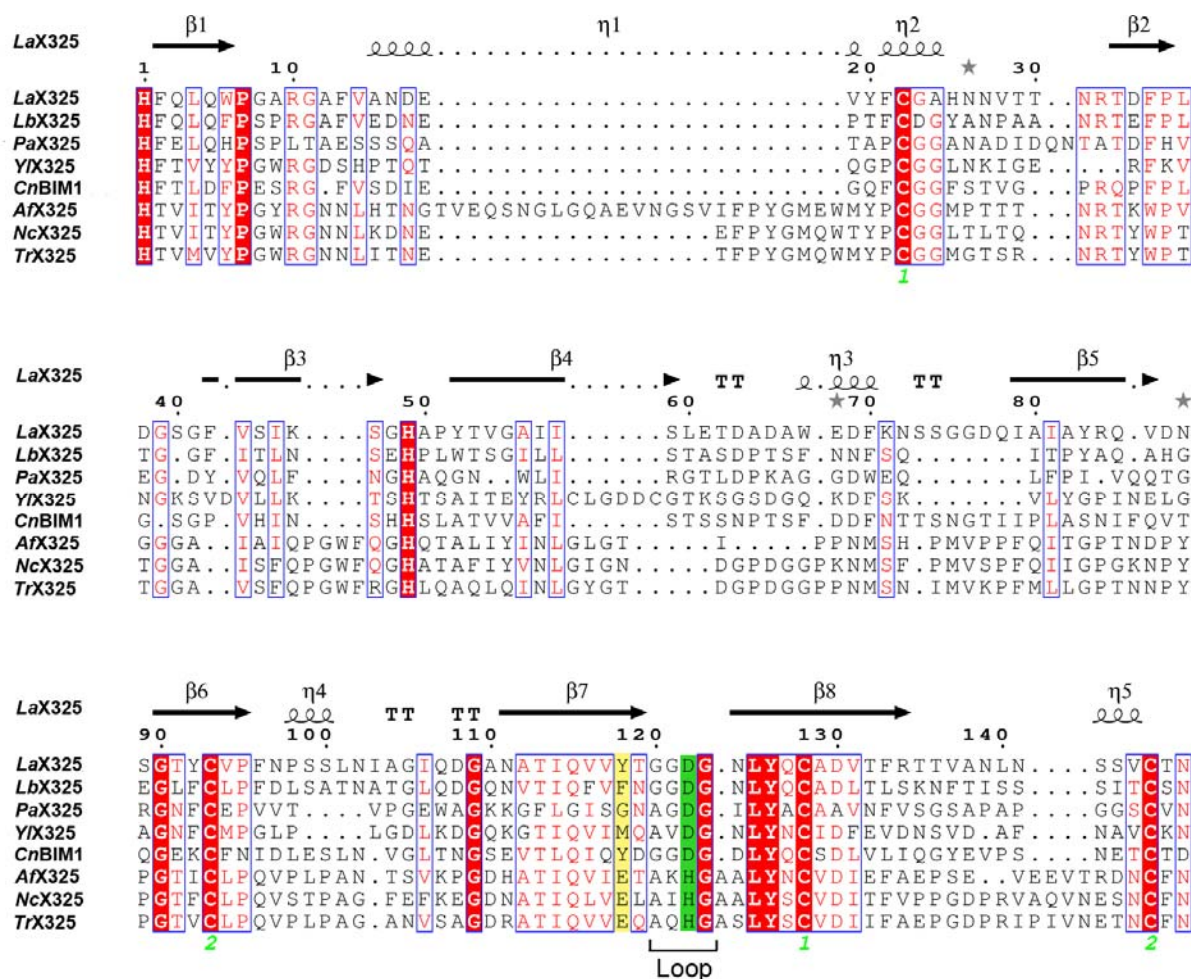 β1 η1 η2 β2
LaX325
1 10 20 30
LaX325 HFQLQWPGARGAFVANDE.........................VYFCGAHNNVTT..NRTDFPL
LbX325 HFQLQFPSPRGAFVEDNE.........................PTFCDGYANPAA..NRTEFPL
PaX325 HFELQHPSPLTAESSSQA.........................TAPCGGANADIDQNTATDFHV
YlX325 HFTVYYPGWRGDSHPTQT.........................QGPCGGLNKIGE.....RFKV
CnBIM1 HFTLDFPESRG.FVSDIE.........................GQFCGGFSTVG...PRQPFPL
AfX325 HTVITYPGYRGNNLHTNGTVEQSNGLGQAEVNGSVIFPYGMEWMYPCGGMPTTT..NRTKWPV
NcX325 HTVITYPGWRGNNLKDNE.................EFPYGMQWTYPCGGLTLTQ..NRTYWPT
TrX325 HTVMVYPGWRGNNLITNE.................TFPYGMQWMYPCGGMGTSR..NRTYWPT
1
β3 β4 η3 β5
LaX325 TT TT
40 50 60 70 80
LaX325 DGSGF.VSIK....SGHAPYTVGAII......SLETDADAW.EDFKNSSGGDQIAIAYRQ.VDN
LbX325 TG.GF.ITLN....SEHPLWTSGILL......STASDPTSF.NNFSQ.......ITPYAQ.AHG
PaX325 EG.DY.VQLF....NGHAQGN..WLI......RGTLDPKAG.EDFSQ.......LFPI.VQQTG
YlX325 NGKSVDVLLK....TSHTSAITEYRLCLGDDCGTKSGSDGQ.KDFSK.......VLYGPINELG
CnBIM1 G.SGP.VHIN....SHHSLATVVAFI......STSSNPTSF.DDFNTTSNGTIIPLASNIFQVT
AfX325 GGGA..IAIQPGWFQGHQTALIYINLGLGT.....I.....PPNMSH.PMVPPFQITGPTNDPY
NcX325 TGGA..ISFQPGWFQGHATAFIYVNLGIGN.....DGPDGGPKNMSF.PMVSPFQIIGPGKNPY
TrX325 TGGA..VSFQPGWFRGHLQAQLQINLGYGT.....DGPDGGPPNMSN.IMVKPFMLLGPTNNPY
β6 η4 β7 β8 η5
LaX325 TT TT
90 100 110 120 130 140
LaX325 SGTYCVPFNPSSLNIAGIQDGANATIQVVYTGGDG.NLYQCADVTFRTTVANLN....SSVCTN
LbX325 EGLFCLPFDLSATNATGLQDGQNVTIQFVFNGGDG.NLYQCADLTLSKNFTISS....SITCSN
PaX325 RGNFCEPVVT....VPGEWAGKKGFLGISGNAGDG.ILYACAAVNFVSGSAPAP....GGSCVN
YlX325 AGNFCMPGLP....LGDLKDGQKGTIQVIMQAVDG.NLYNCIDFEVDNSVD.AF....NAVCKN
CnBIM1 QGEKCFNIDLESLN.VGLTNGSEVTLQIQYDGGDG.DLYQCSDLVLIQGYEVPS....NETCTD
AfX325 PGTICLPQVPLPAN.TSVKPGDHATIQVIETAKHGAALYNCVDIEFAEPSE..VEEVTRDNCFN
NcX325 PGTFCLPQVSTPAG.FEFKEGDNATIQVVELAIHGASLYSCVDITFVPPGDPRVAQVNESNCFN
TrX325 PGTVCLPQVPLPAG.ANVSAGDRATIQVVEQAQHGASLYSCVDIIFAEPGDPRIPIVNETNCFN
2 1 2
Loop